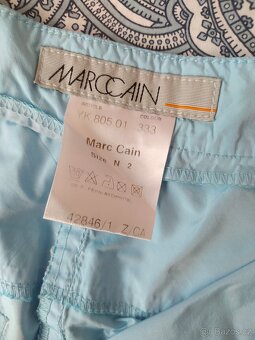 MARCCAIN
ARTICLE COLOUR
YK 805 01 333
Marc Cain
Size N 2
42846/1 Z/CA